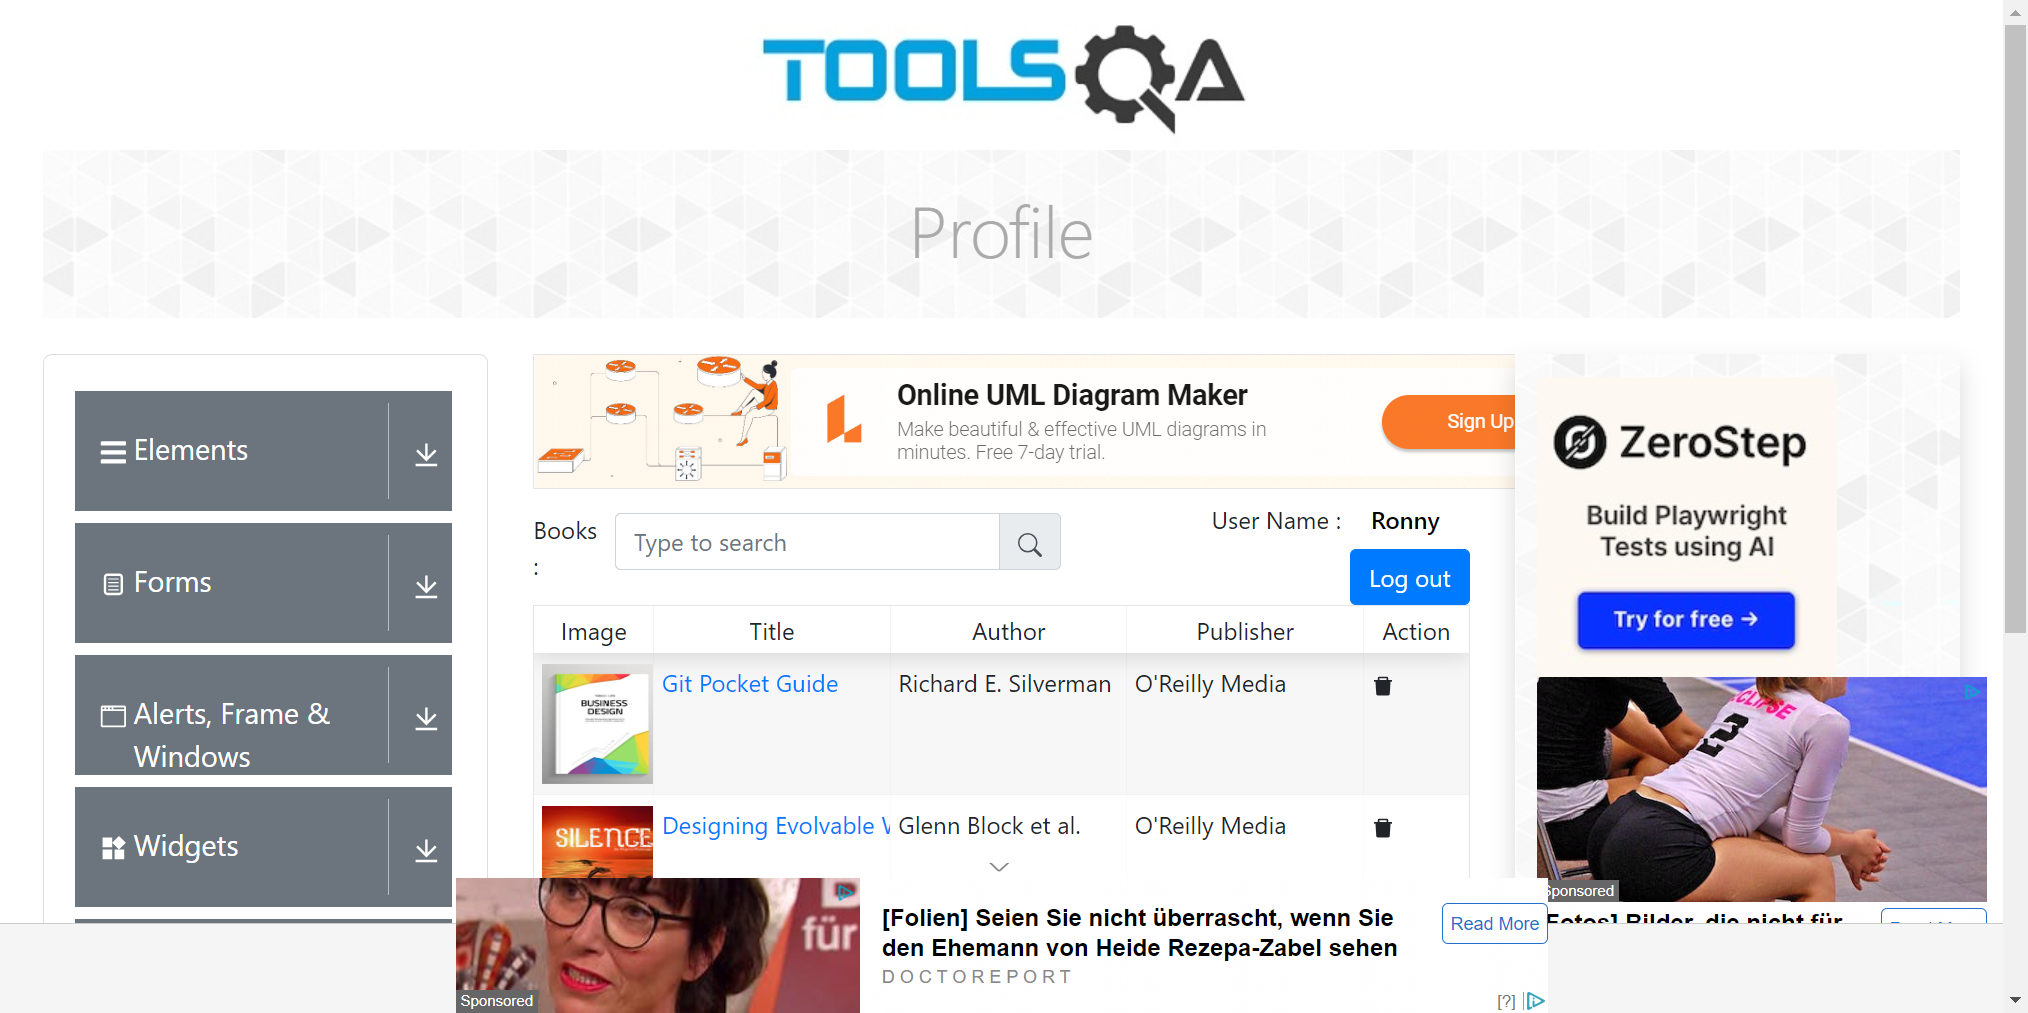 TOOLSQA
Profile
Elements
Forms
Alerts, Frame &
Windows
Widgets
Online UML Diagram Maker
Make beautiful & effective UML diagrams in
minutes. Free 7-day trial.
Sign Up
Books
:
Type to search
User Name :
Ronny
Log out
Image
Title
Author
Publisher
Action
BUSINESS
DESIGN
Git Pocket Guide
Richard E. Silverman
O'Reilly Media
SILENCE
Designing Evolvable
Glenn Block et al.
O'Reilly Media
ZeroStep
Build Playwright
Tests using AI
Try for free →
ECLIPSE
2
Sponsored
[Fotos] Bilder, die nicht für
für
Sponsored
[Folien] Seien Sie nicht überrascht, wenn Sie
den Ehemann von Heide Rezepa-Zabel sehen
DOCTOREPORT
Read More
[?]